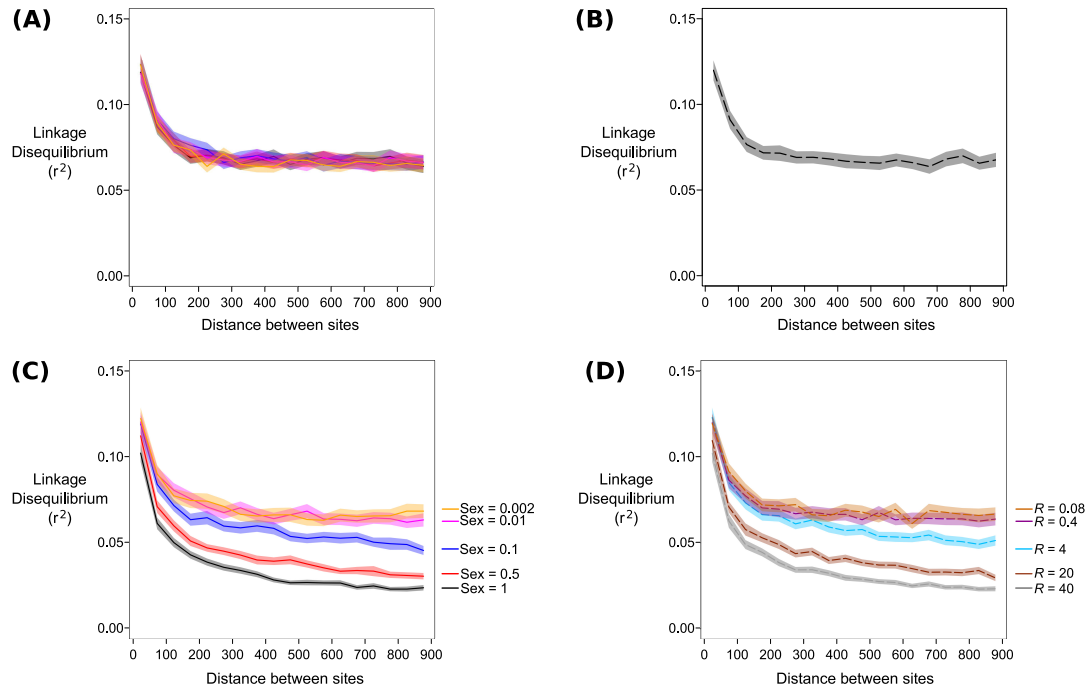 (A)
0.15
0.10
0.05
0.00
Linkage
Disequilibrium
(r²)
0 100 200 300 400 500 600 700 800 900
Distance between sites
(B)
0.15
0.10
0.05
0.00
Linkage
Disequilibrium
(r²)
0 100 200 300 400 500 600 700 800 900
Distance between sites
(C)
0.15
0.10
0.05
0.00
Linkage
Disequilibrium
(r²)
0 100 200 300 400 500 600 700 800 900
Distance between sites
Sex = 0.002
Sex = 0.01
Sex = 0.1
Sex = 0.5
Sex = 1
(D)
0.15
0.10
0.05
0.00
Linkage
Disequilibrium
(r²)
0 100 200 300 400 500 600 700 800 900
Distance between sites
R = 0.08
R = 0.4
R = 4
R = 20
R = 40